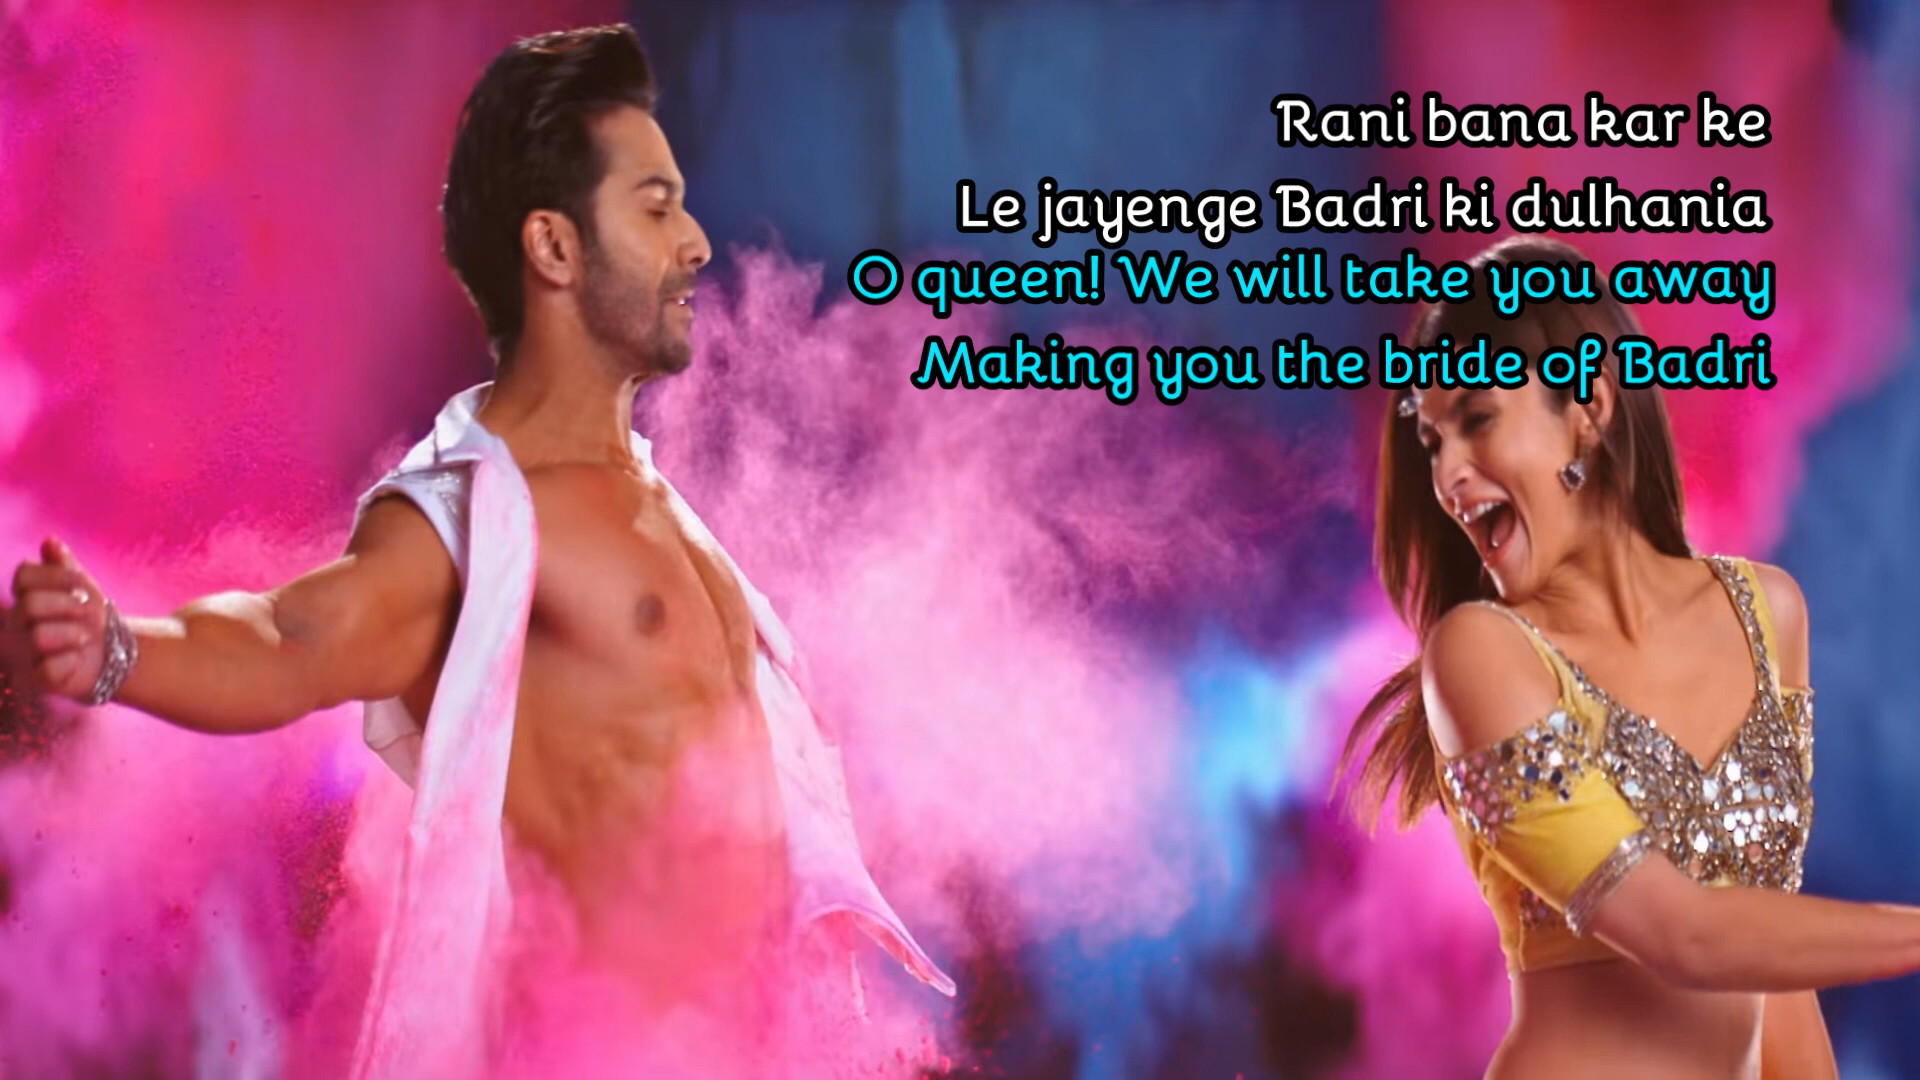 Rani bana kar ke
Le jayenge Badri ki dulhania
O queen! We will take you away
Making you the bride of Badri